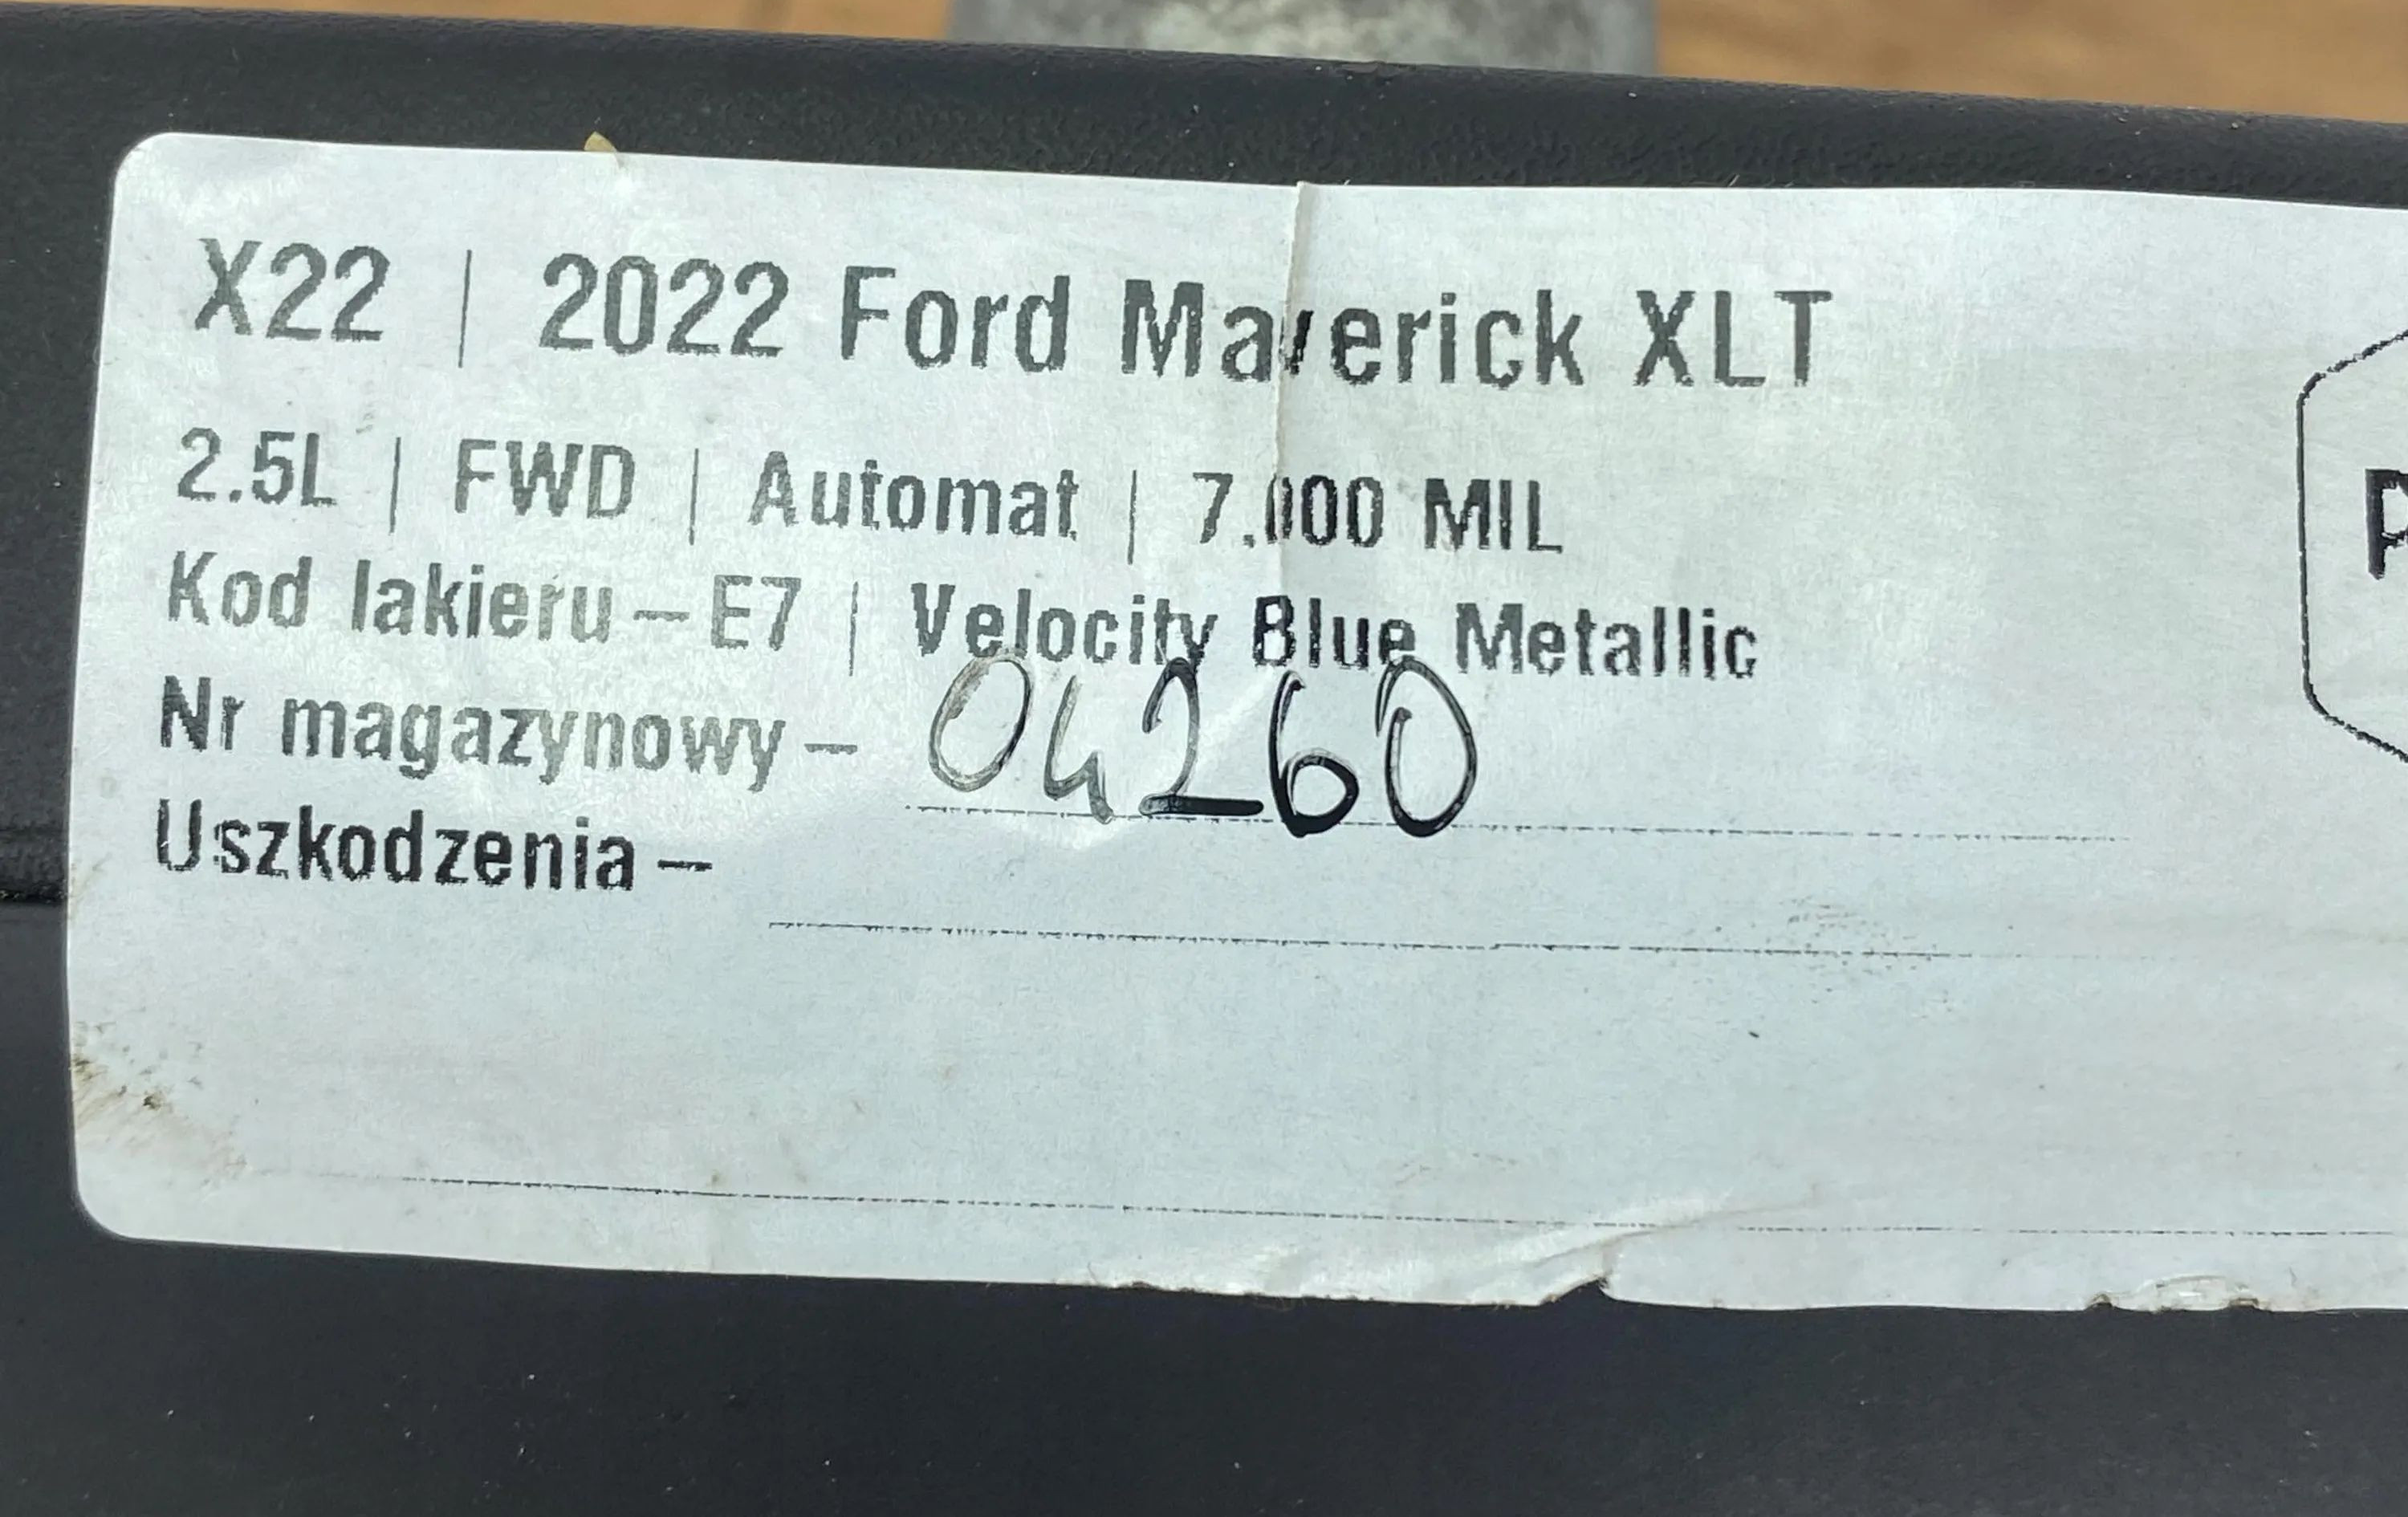 X22 | 2022 Ford Maverick XLT
2.5L | FWD | Automat | 7.000 MIL
Kod lakieru – E7 | Velocity Blue Metallic
Nr magazynowy – 04260
Uszkodzenia –